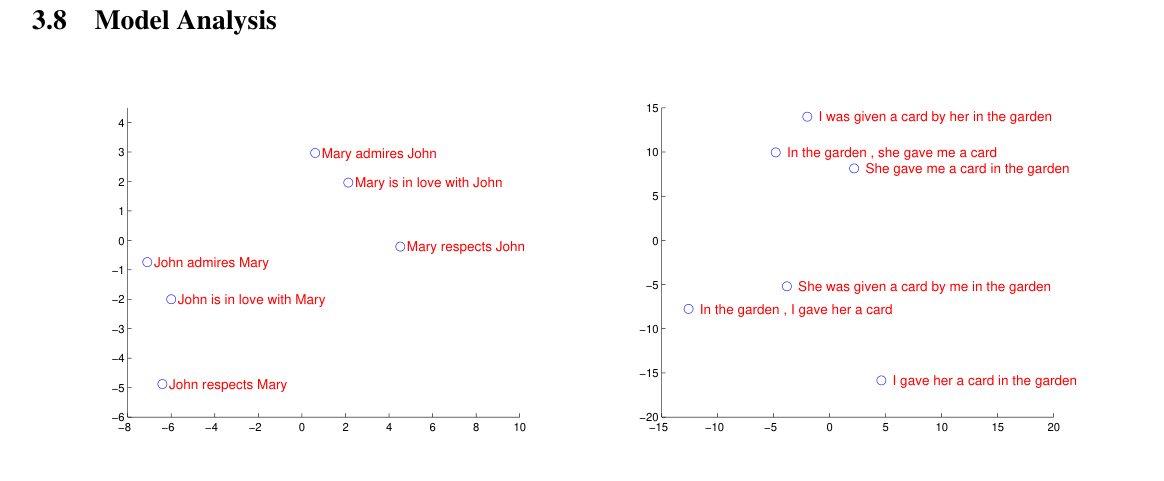 3.8 Model Analysis
4
3
2
1
0
−1
−2
−3
−4
−5
−6
−8 −6 −4 −2 0 2 4 6 8 10
Mary admires John
Mary is in love with John
Mary respects John
John admires Mary
John is in love with Mary
John respects Mary
15
10
5
0
−5
−10
−15
−20
−15 −10 −5 0 5 10 15 20
I was given a card by her in the garden
In the garden , she gave me a card
She gave me a card in the garden
She was given a card by me in the garden
In the garden , I gave her a card
I gave her a card in the garden